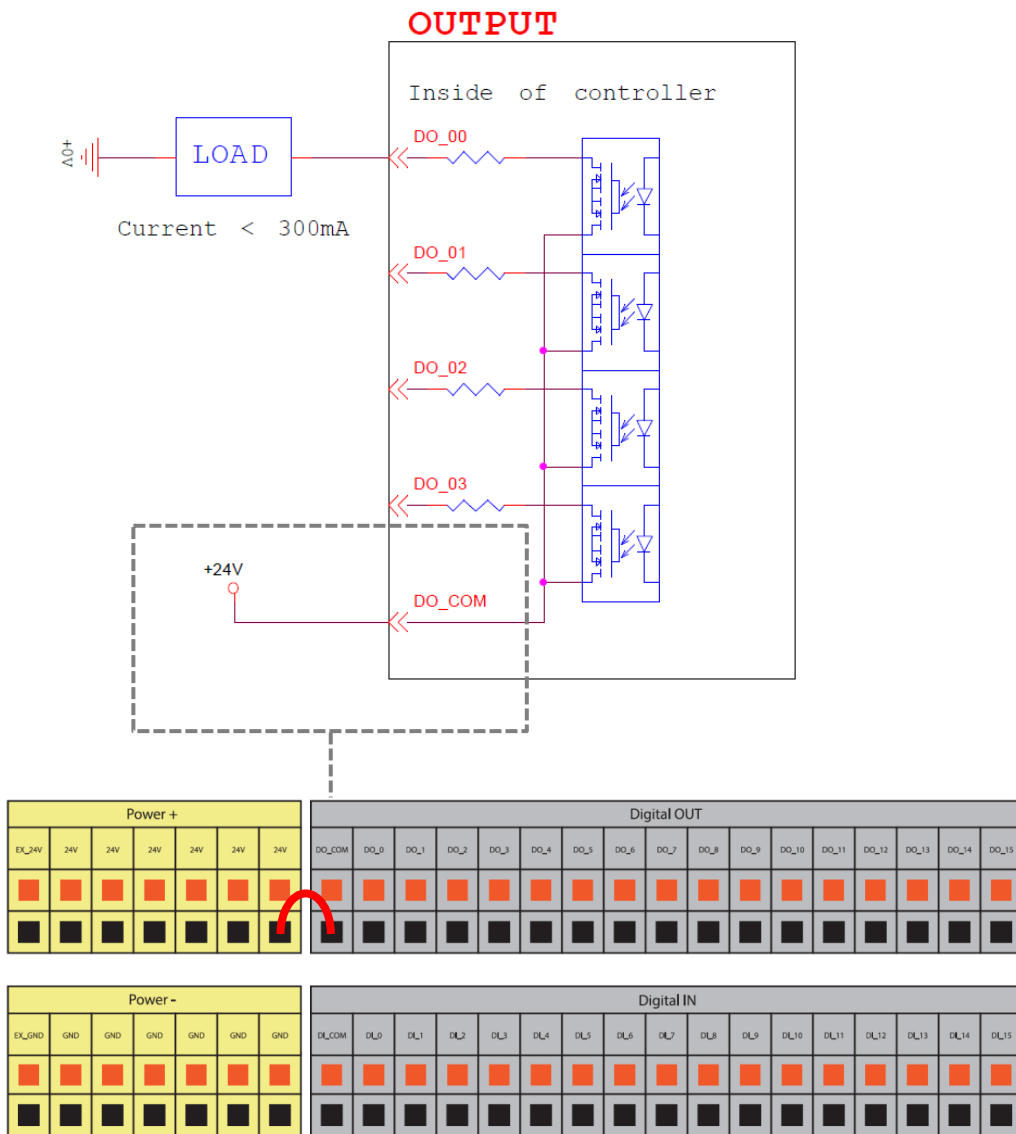 OUTPUT
Inside of controller
DO_00
+0V
LOAD
Current < 300mA
DO_01
DO_02
DO_03
+24V
DO_COM
Power +
Digital OUT
EX_24V 24V 24V 24V 24V 24V 24V DO_COM DO_0 DO_1 DO_2 DO_3 DO_4 DO_5 DO_6 DO_7 DO_8 DO_9 DO_10 DO_11 DO_12 DO_13 DO_14 DO_15
Power -
Digital IN
EX_GND GND GND GND GND GND GND DI_COM DI_0 DI_1 DI_2 DI_3 DI_4 DI_5 DI_6 DI_7 DI_8 DI_9 DI_10 DI_11 DI_12 DI_13 DI_14 DI_15